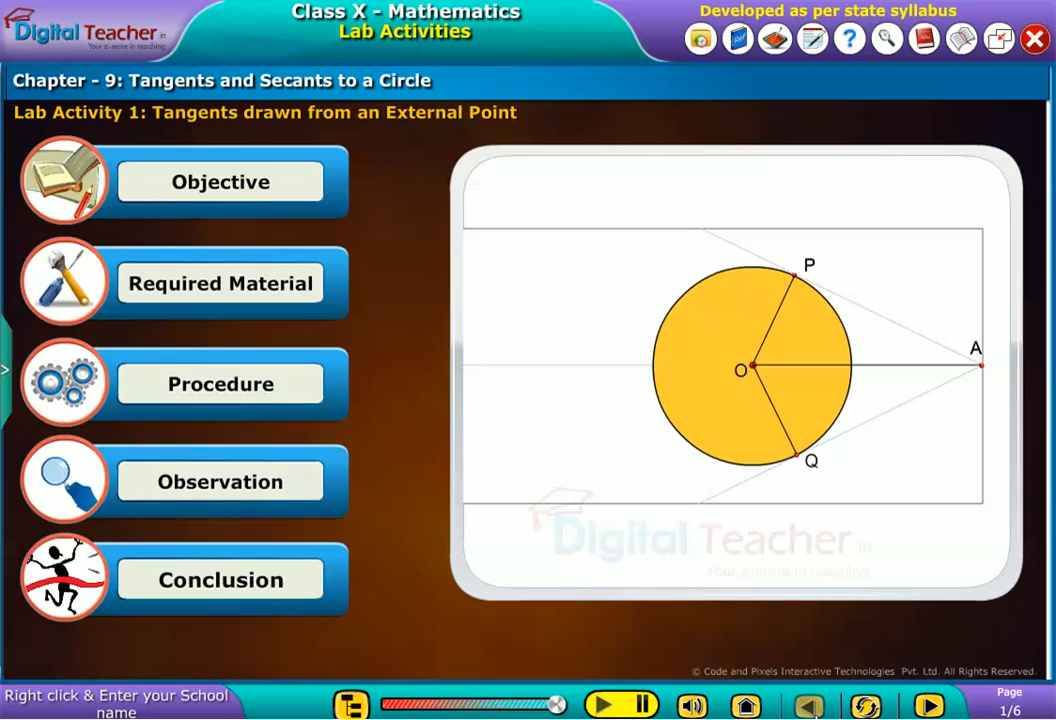 Digital Teacher.in
Your e-mate in teaching
Class X - Mathematics
Lab Activities
Developed as per state syllabus
Ref
?
Chapter - 9: Tangents and Secants to a Circle
Lab Activity 1: Tangents drawn from an External Point
Objective
Required Material
Procedure
Observation
Conclusion
>
P
A
O
Q
Digital Teacher.in
Your e-mate in teaching
© Code and Pixels Interactive Technologies Pvt. Ltd. All Rights Reserved.
Right click & Enter your School
name
Page
1/6